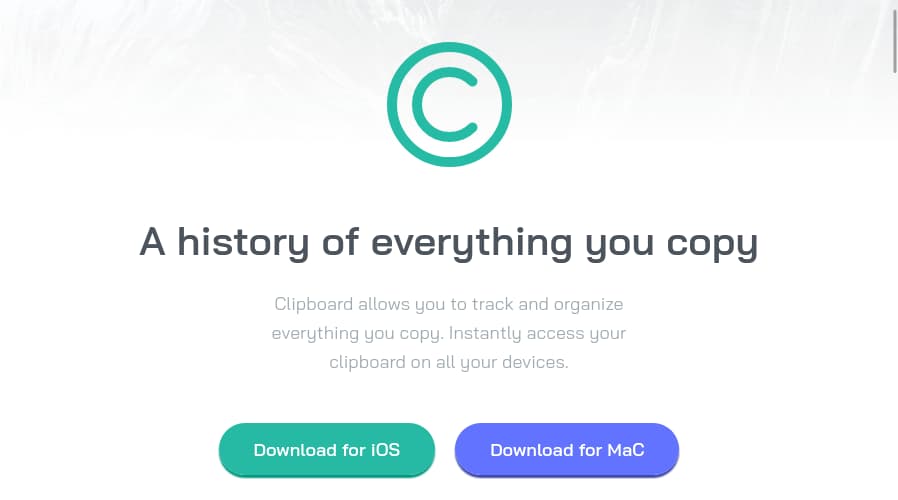 A history of everything you copy
Clipboard allows you to track and organize
everything you copy. Instantly access your
clipboard on all your devices.
Download for iOS
Download for MaC